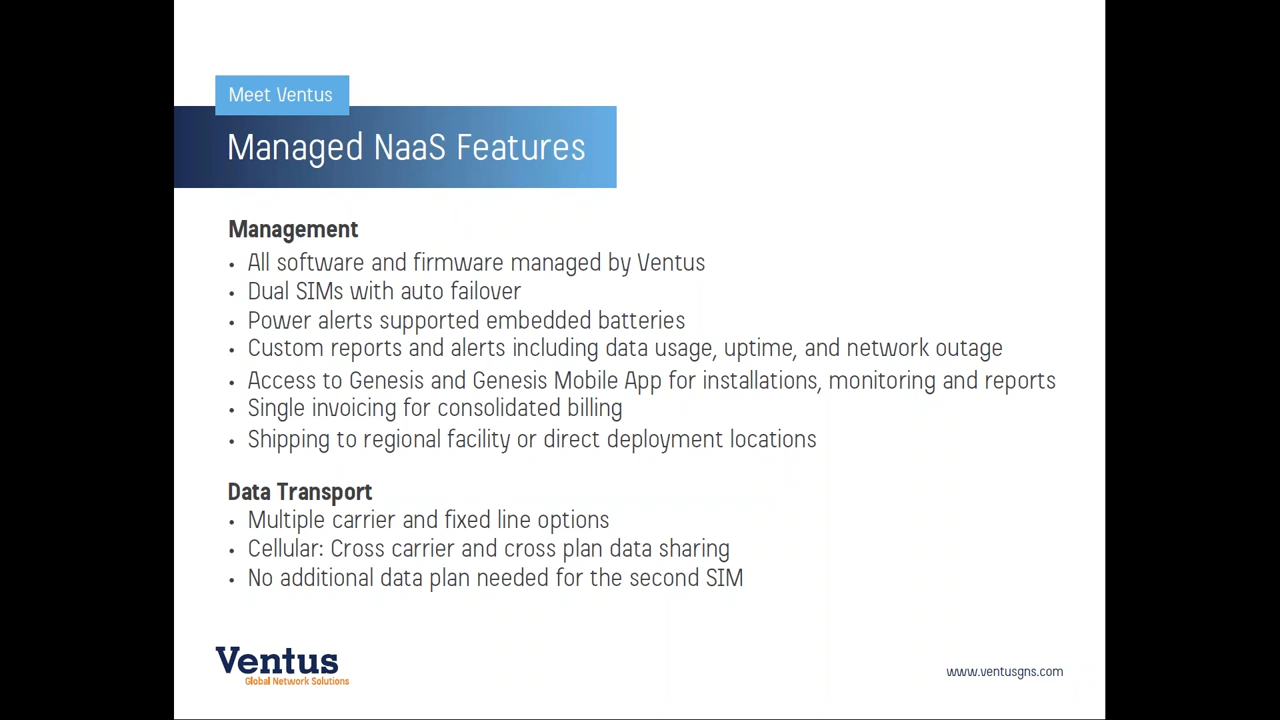 Meet Ventus
Managed NaaS Features
Management
• All software and firmware managed by Ventus
• Dual SIMs with auto failover
• Power alerts supported embedded batteries
• Custom reports and alerts including data usage, uptime, and network outage
• Access to Genesis and Genesis Mobile App for installations, monitoring and reports
• Single invoicing for consolidated billing
• Shipping to regional facility or direct deployment locations
Data Transport
• Multiple carrier and fixed line options
• Cellular: Cross carrier and cross plan data sharing
• No additional data plan needed for the second SIM
Ventus
Global Network Solutions
www.ventusgns.com